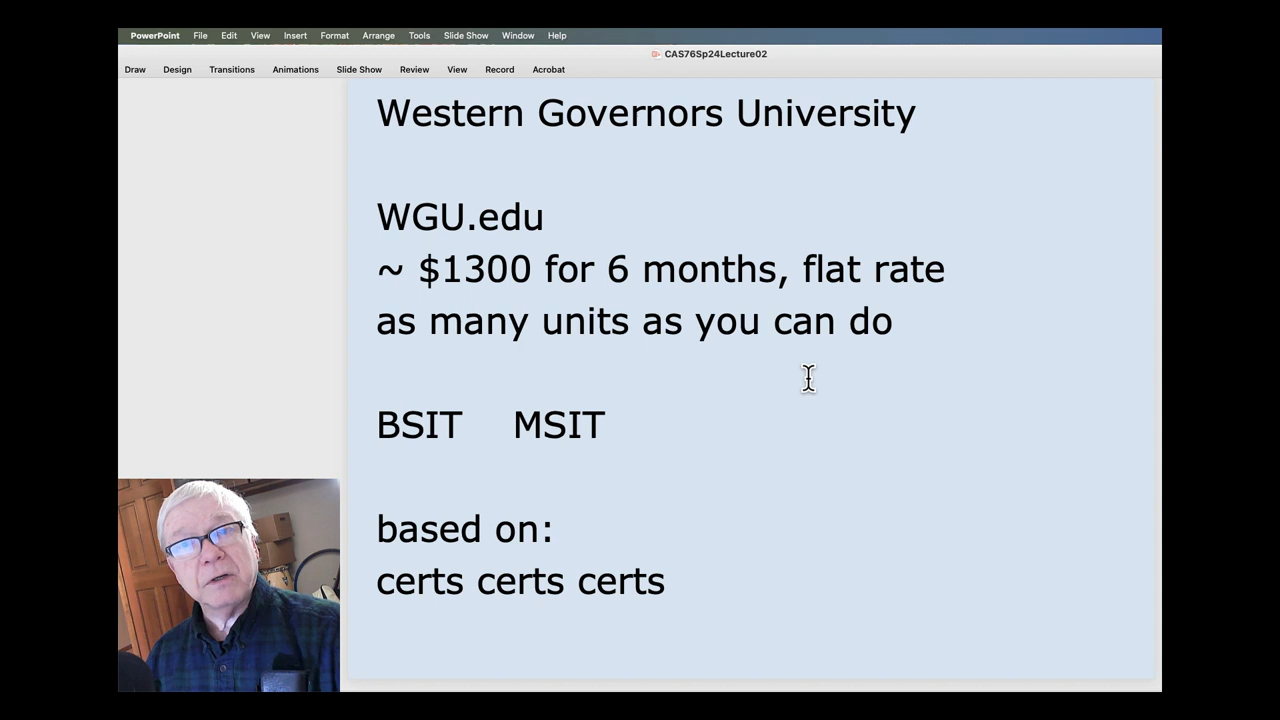 PowerPoint File Edit View Insert Format Arrange Tools Slide Show Window Help
CAS76Sp24Lecture02
Draw Design Transitions Animations Slide Show Review View Record Acrobat
Western Governors University
WGU.edu
~ $1300 for 6 months, flat rate
as many units as you can do
BSIT MSIT
based on:
certs certs certs